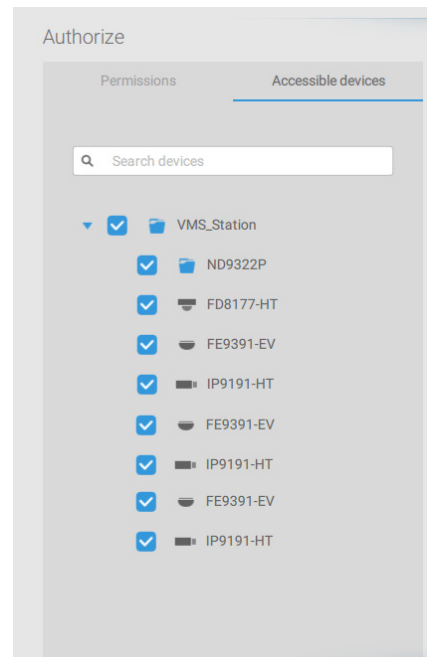 Authorize
Permissions Accessible devices
Search devices
VMS_Station
ND9322P
FD8177-HT
FE9391-EV
IP9191-HT
FE9391-EV
IP9191-HT
FE9391-EV
IP9191-HT